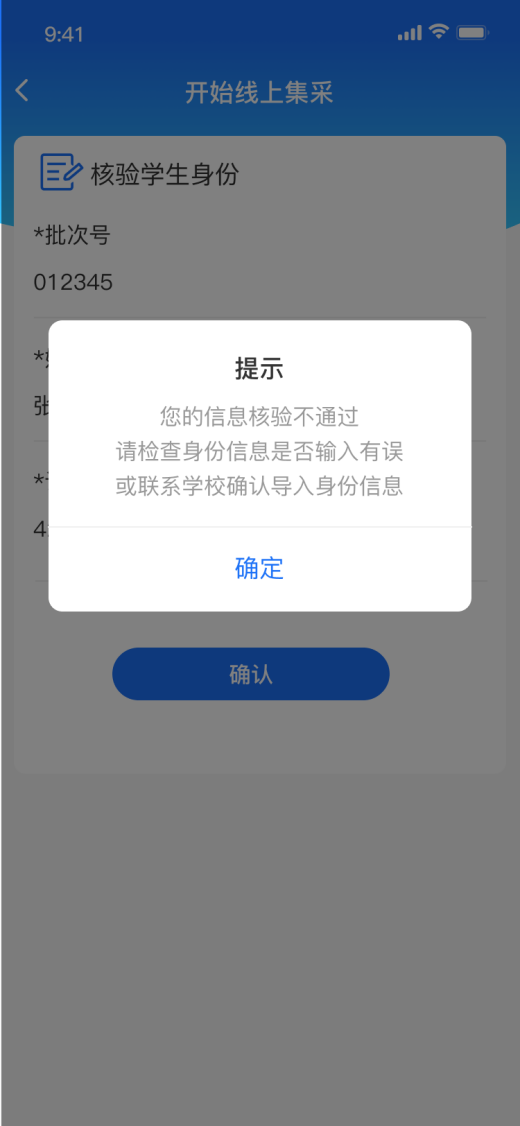 9:41
开始线上集采
核验学生身份
*批次号
012345
提示
您的信息核验不通过
请检查身份信息是否输入有误
或联系学校确认导入身份信息
确定
张
4
确认